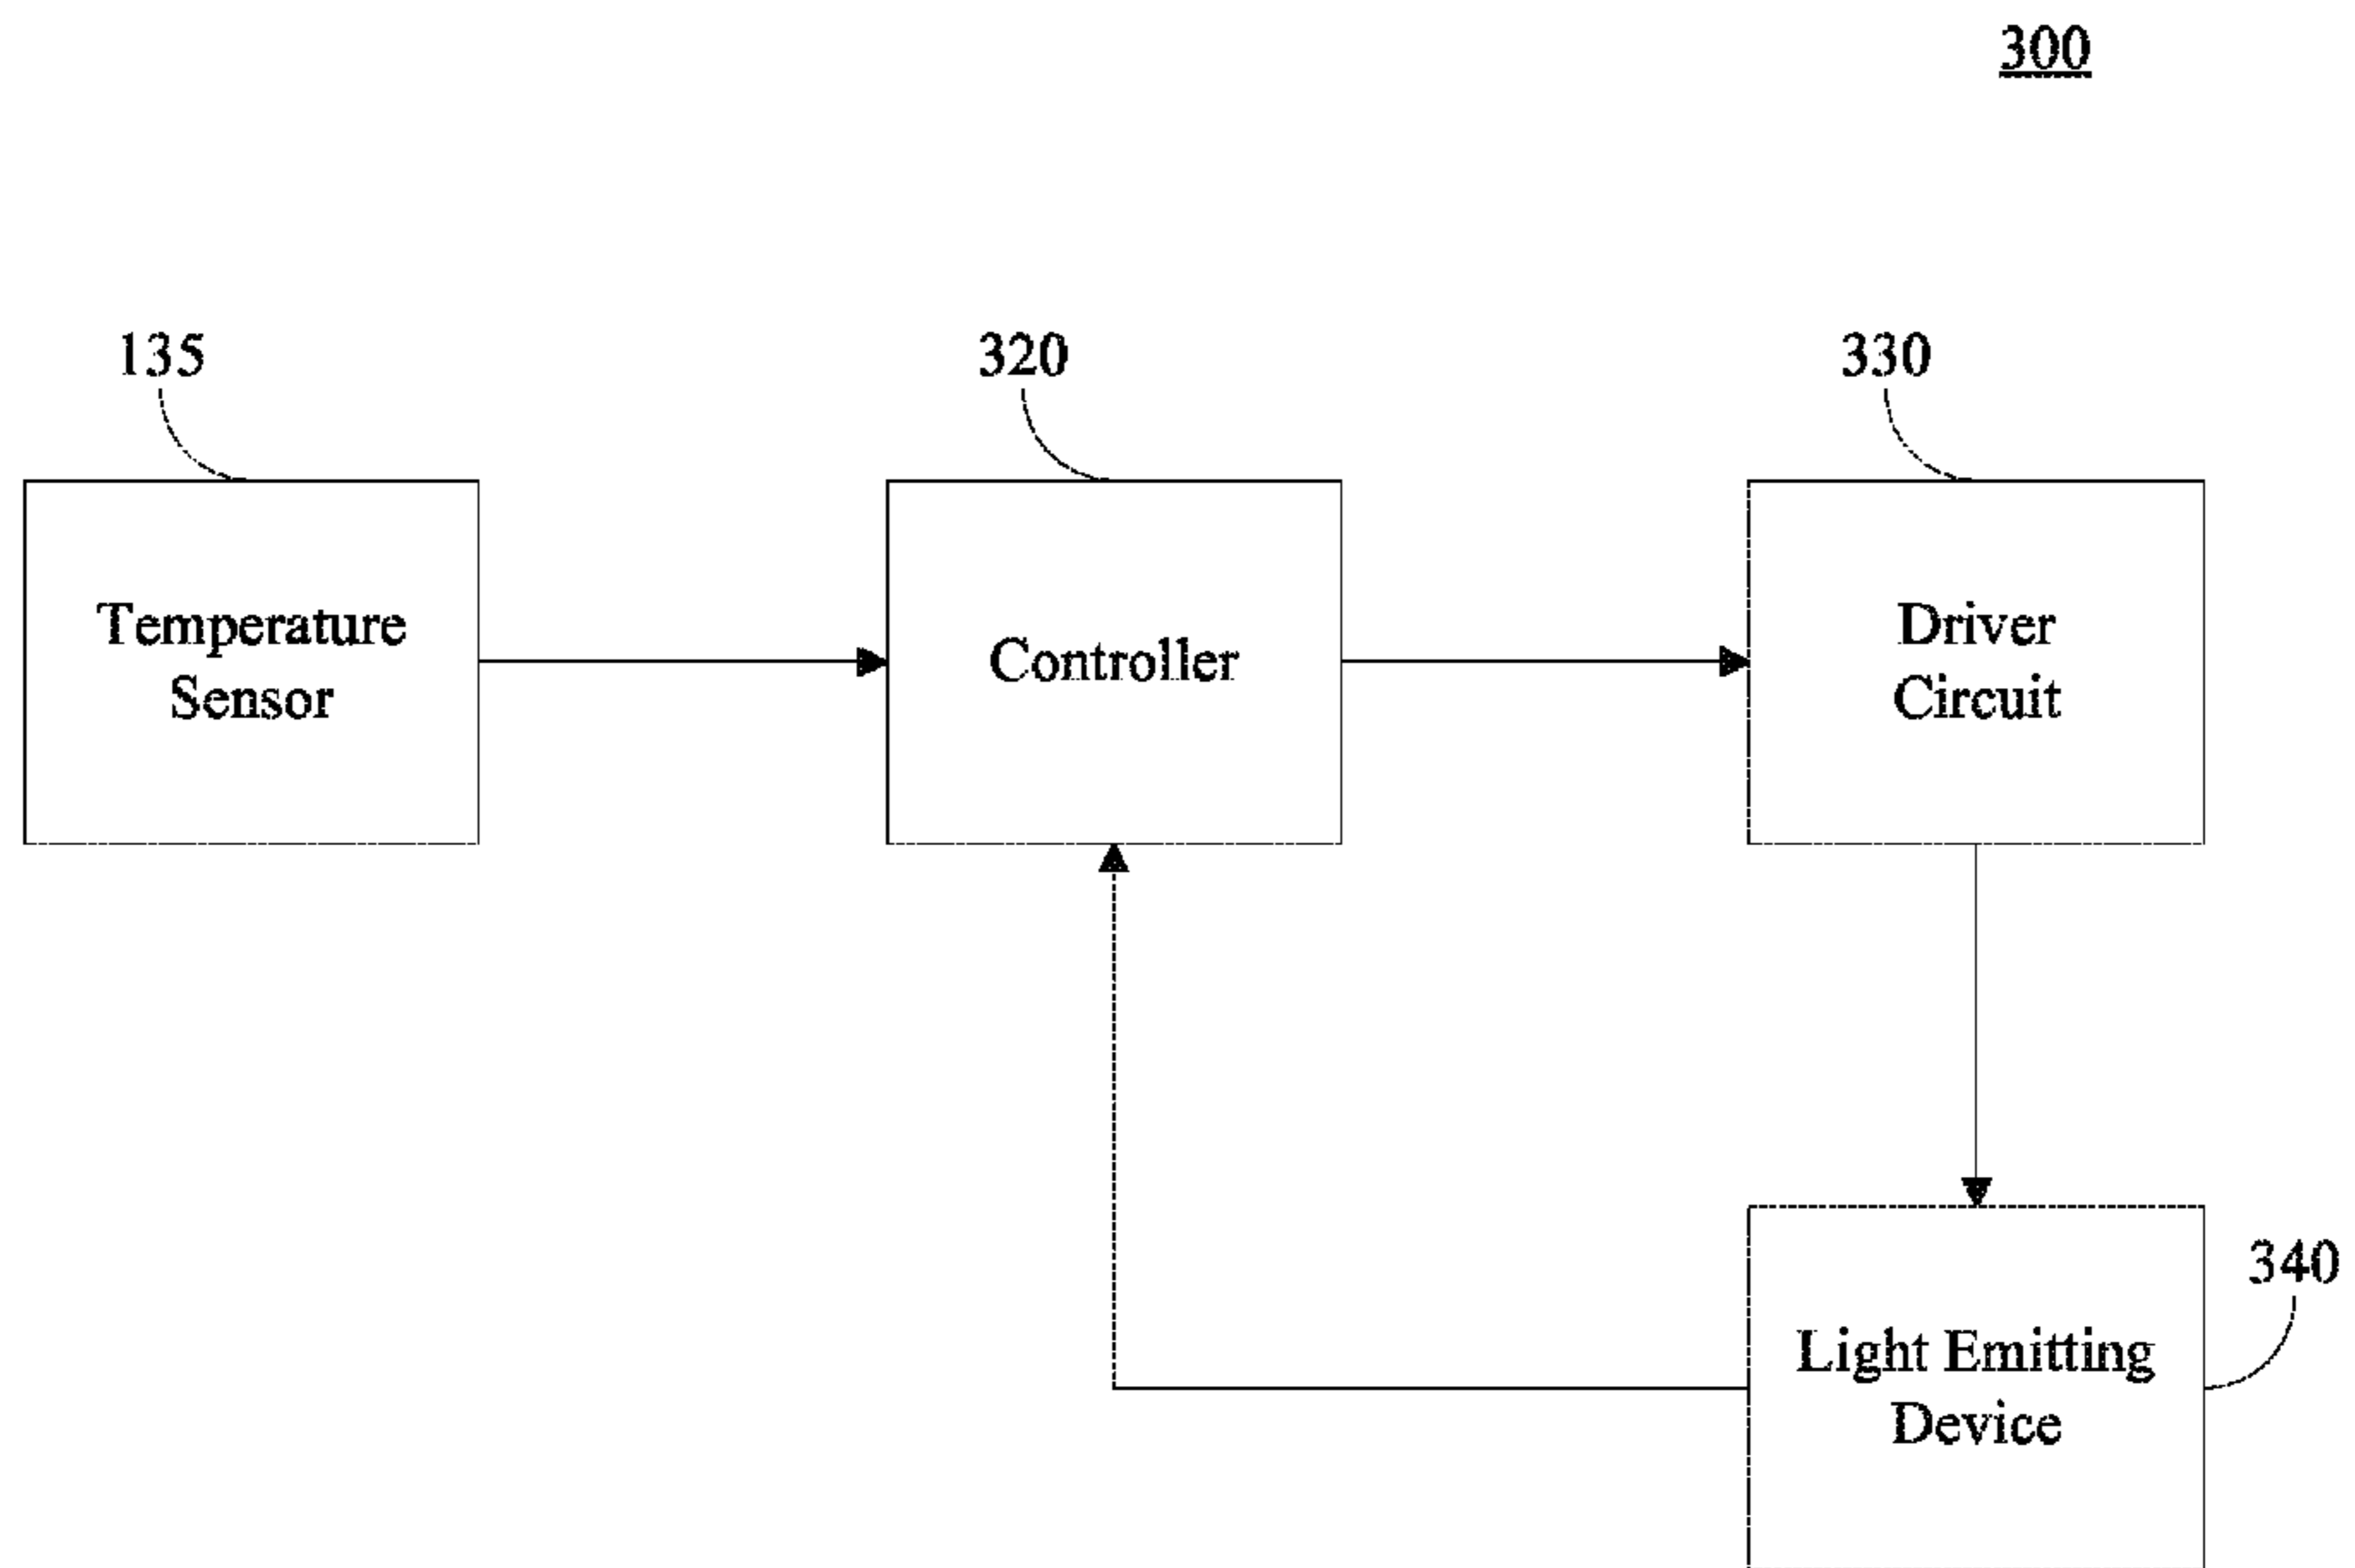 300
135
320
330
Temperature
Sensor
Controller
Driver
Circuit
340
Light Emitting
Device